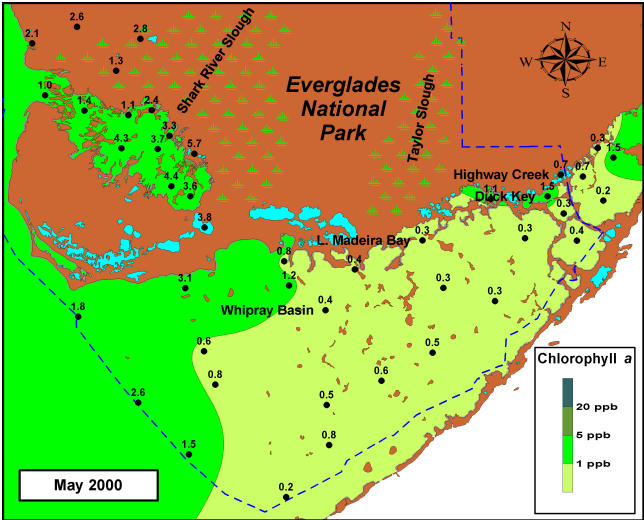 2.6
2.1
2.8
1.3
Shark River Slough
N
W
E
S
1.0
1.4
1.1
2.4
Everglades
National
Park
Taylor Slough
3.3
4.3
3.7
5.7
0.3
1.5
Highway Creek
0.7
0.7
4.4
3.6
1.1
Duck Key
1.5
0.2
3.8
0.3
L. Madeira Bay
0.3
0.3
0.4
0.8
0.4
3.1
1.2
0.3
0.3
1.8
Whipray Basin
0.4
0.6
0.5
0.8
0.6
2.6
0.5
1.5
0.8
0.2
Chlorophyll a
20 ppb
5 ppb
1 ppb
May 2000